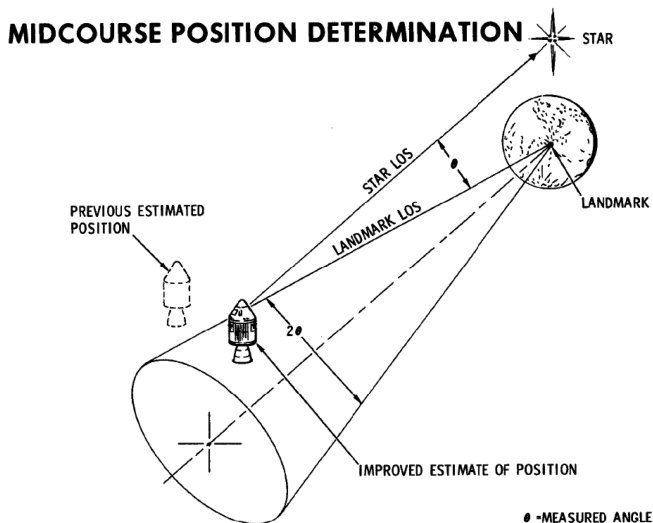 MIDCOURSE POSITION DETERMINATION
STAR
STAR LOS
θ
LANDMARK LOS
LANDMARK
PREVIOUS ESTIMATED
POSITION
2θ
IMPROVED ESTIMATE OF POSITION
θ =MEASURED ANGLE